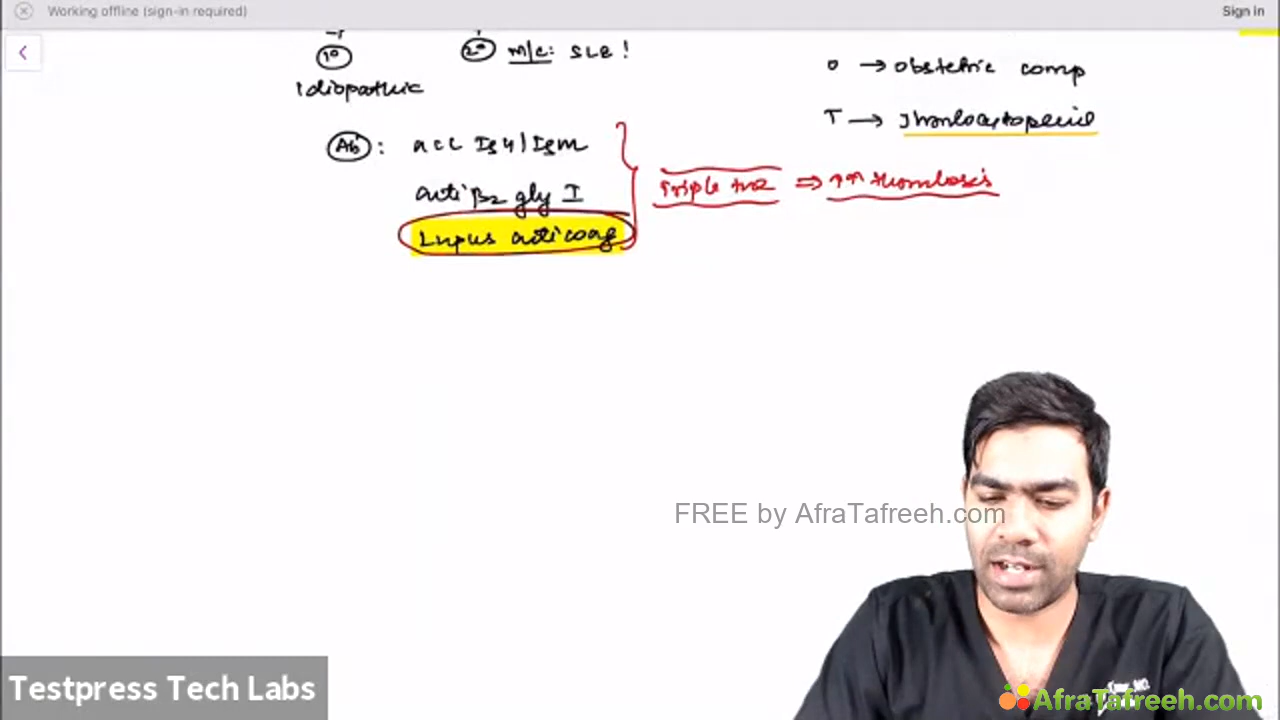 Working offline (sign-in required)
Sign in
1°
2°
m/c: SLE !
Idiopathic
O → obstetric comp
T → Thrombocytopenia
Ab : acc IgG / IgM
anti β2 gly I
Lupus anticoag
Triple +ve ⇒ ↑↑ thrombosis
FREE by AfraTafreeh.com
Testpress Tech Labs
AfraTafreeh.com